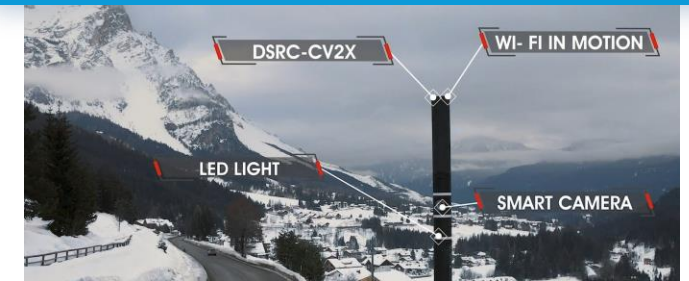 DSRC-CV2X
WI- FI IN MOTION
LED LIGHT
SMART CAMERA